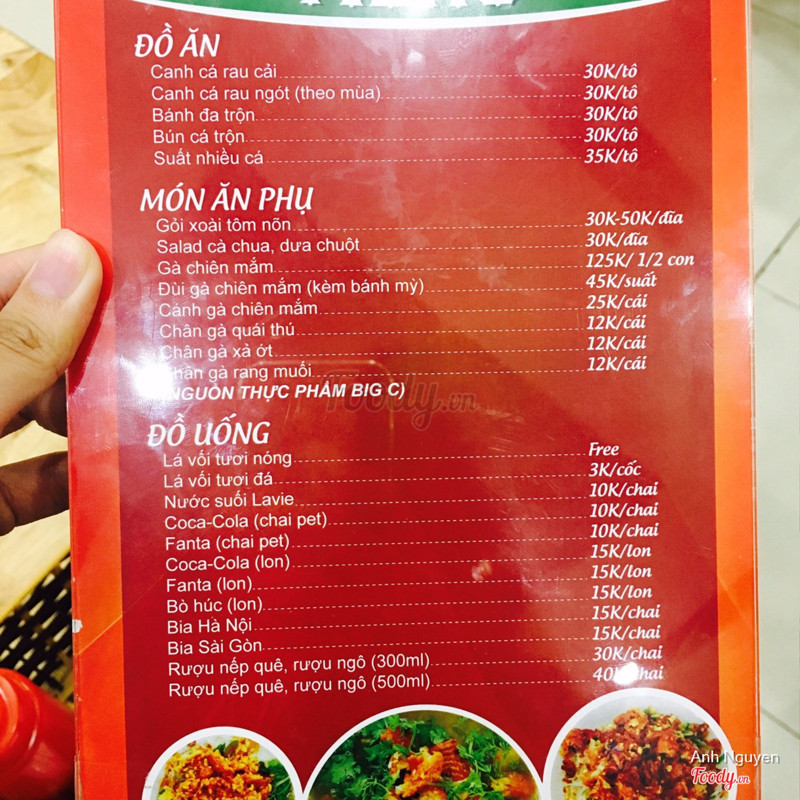 ĐỒ ĂN
Canh cá rau cải 30K/tô
Canh cá rau ngót (theo mùa) 30K/tô
Bánh đa trộn 30K/tô
Bún cá trộn 30K/tô
Suất nhiều cá 35K/tô
MÓN ĂN PHỤ
Gỏi xoài tôm nõn 30K-50K/đĩa
Salad cà chua, dưa chuột 30K/đĩa
Gà chiên mắm 125K/ 1/2 con
Đùi gà chiên mắm (kèm bánh mỳ) 45K/suất
Cánh gà chiên mắm 25K/cái
Chân gà quái thú 12K/cái
Chân gà xả ớt 12K/cái
Chân gà rang muối 12K/cái
(NGUỒN THỰC PHẨM BIG C)
Foody.vn
ĐỒ UỐNG
Lá vối tươi nóng Free
Lá vối tươi đá 3K/cốc
Nước suối Lavie 10K/chai
Coca-Cola (chai pet) 10K/chai
Fanta (chai pet) 10K/chai
Coca-Cola (lon) 15K/lon
Fanta (lon) 15K/lon
Bò húc (lon) 15K/lon
Bia Hà Nội 15K/chai
Bia Sài Gòn 15K/chai
Rượu nếp quê, rượu ngô (300ml) 30K/chai
Rượu nếp quê, rượu ngô (500ml) 40K/chai
Anh Nguyen
Foody.vn